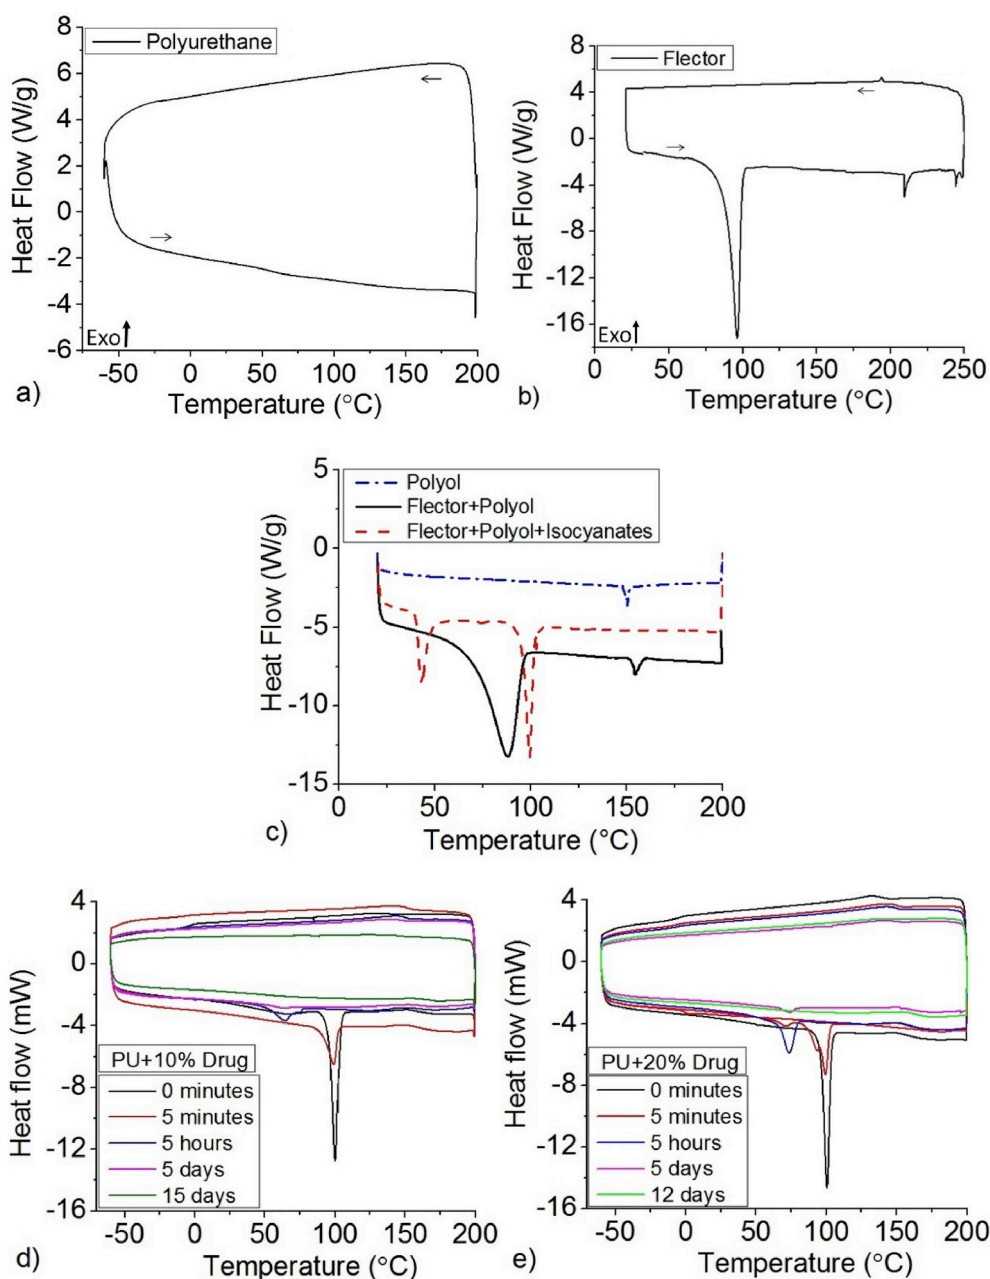 Polyurethane
Heat Flow (W/g)
8
6
4
2
0
-2
-4
-6
Exo
-50 0 50 100 150 200
Temperature (°C)
a)
Flector
Heat Flow (W/g)
8
4
0
-4
-8
-12
-16
Exo
0 50 100 150 200 250
Temperature (°C)
b)
Polyol
Flector+Polyol
Flector+Polyol+Isocyanates
Heat Flow (W/g)
5
0
-5
-10
-15
0 50 100 150 200
Temperature (°C)
c)
Heat flow (mW)
4
0
-4
-8
-12
-16
PU+10% Drug
0 minutes
5 minutes
5 hours
5 days
15 days
-50 0 50 100 150 200
Temperature (°C)
d)
Heat flow (mW)
4
0
-4
-8
-12
-16
PU+20% Drug
0 minutes
5 minutes
5 hours
5 days
12 days
-50 0 50 100 150 200
Temperature (°C)
e)